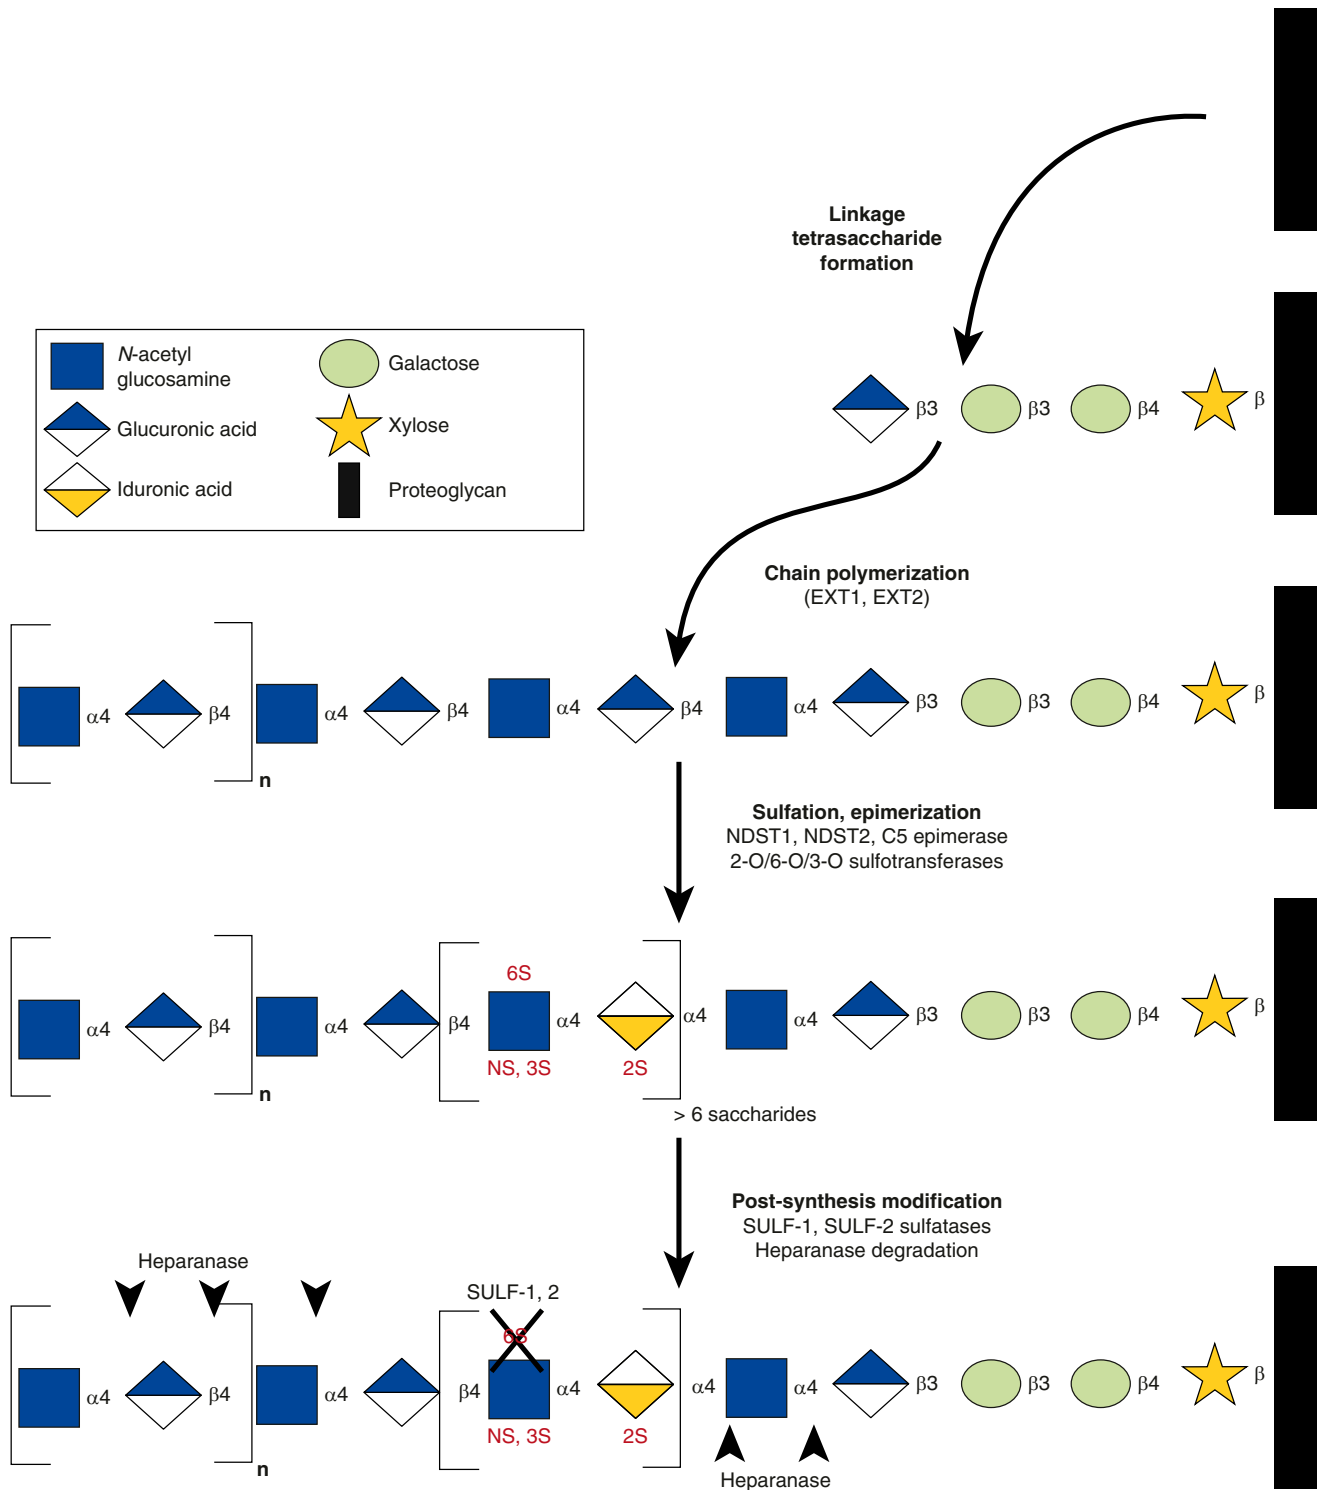 Linkage
tetrasaccharide
formation
N-acetyl
glucosamine
Galactose
Glucuronic acid
Xylose
Iduronic acid
Proteoglycan
β3 β3 β4 β
Chain polymerization
(EXT1, EXT2)
α4 β4 α4 β4 α4 β4 α4 β3 β3 β4 β
n
Sulfation, epimerization
NDST1, NDST2, C5 epimerase
2-O/6-O/3-O sulfotransferases
6S
α4 β4 α4 β4 α4 α4 α4 β3 β3 β4 β
NS, 3S 2S
n
> 6 saccharides
Post-synthesis modification
SULF-1, SULF-2 sulfatases
Heparanase degradation
Heparanase
SULF-1, 2
6S
α4 β4 α4 β4 α4 α4 α4 β3 β3 β4 β
NS, 3S 2S
n
Heparanase